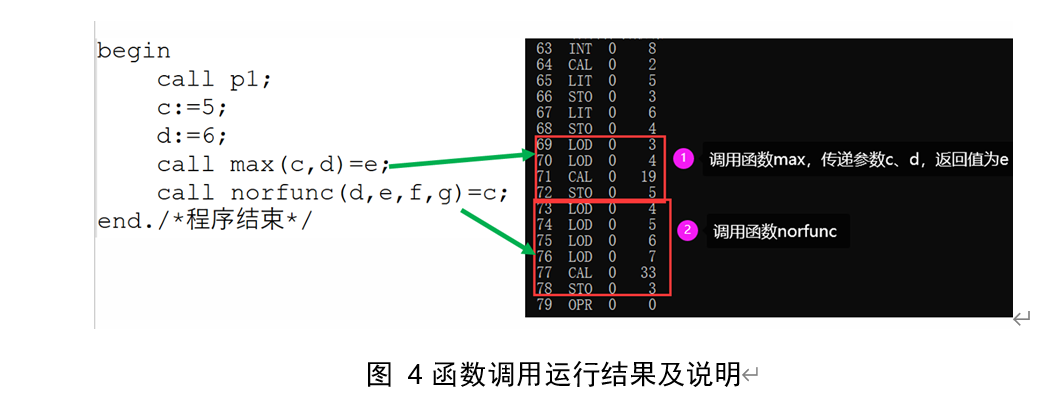 begin
call p1;
c:=5;
d:=6;
call max(c,d)=e;
call norfunc(d,e,f,g)=c;
end./*程序结束*/
63 INT 0 8
64 CAL 0 2
65 LIT 0 5
66 STO 0 3
67 LIT 0 6
68 STO 0 4
69 LOD 0 3
70 LOD 0 4
71 CAL 0 19
72 STO 0 5
73 LOD 0 4
74 LOD 0 5
75 LOD 0 6
76 LOD 0 7
77 CAL 0 33
78 STO 0 3
79 OPR 0 0
1 调用函数max，传递参数c、d，返回值为e
2 调用函数norfunc
图 4 函数调用运行结果及说明